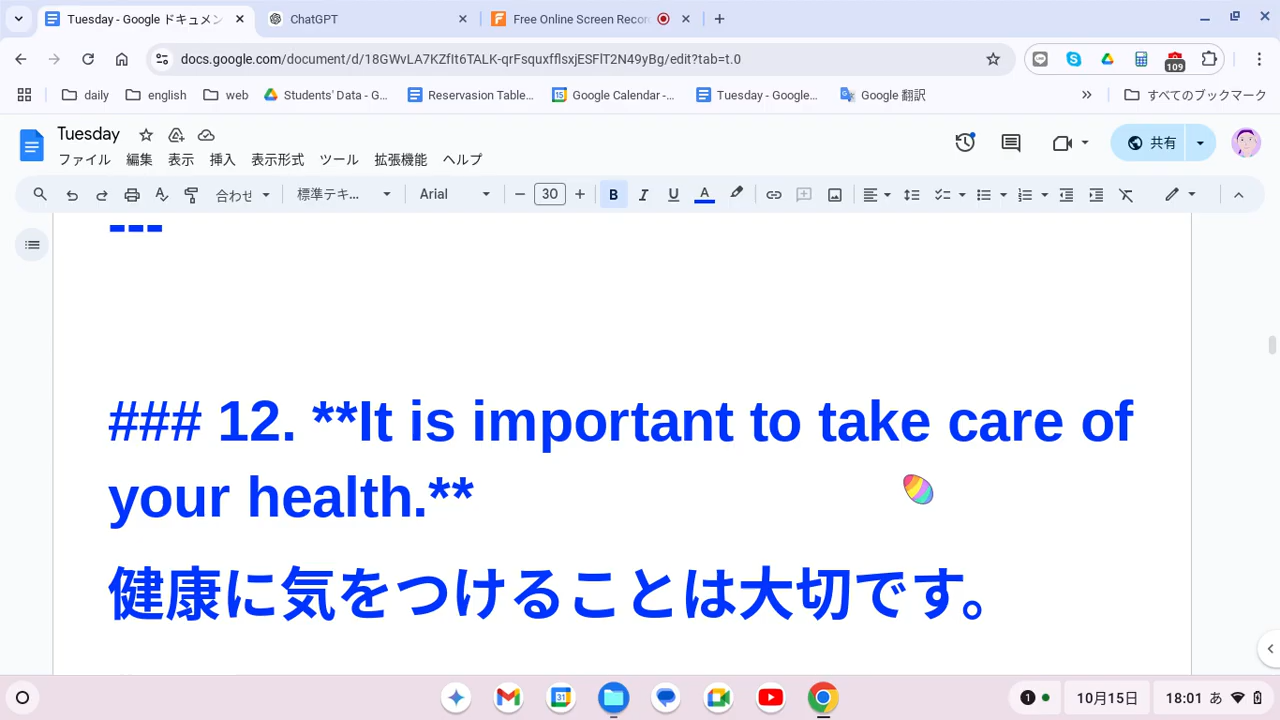 Tuesday - Google ドキュメン
ChatGPT
Free Online Screen Recor
docs.google.com/document/d/19GWvLA7KZfIt6TALK-qrFsquxfflsxjESFlT2N49yBg/edit?tab=t.0
109
daily
english
web
Students' Data - G...
Reservasion Table...
Google Calendar -...
Tuesday - Google...
Google 翻訳
すべてのブックマーク
Tuesday
共有
ファイル 編集 表示 挿入 表示形式 ツール 拡張機能 ヘルプ
合わせ 標準テキ... Arial 30 B I U A
---
### 12. **It is important to take care of
your health.**
健康に気をつけることは大切です。
31
1
10月15日
18:01 あ